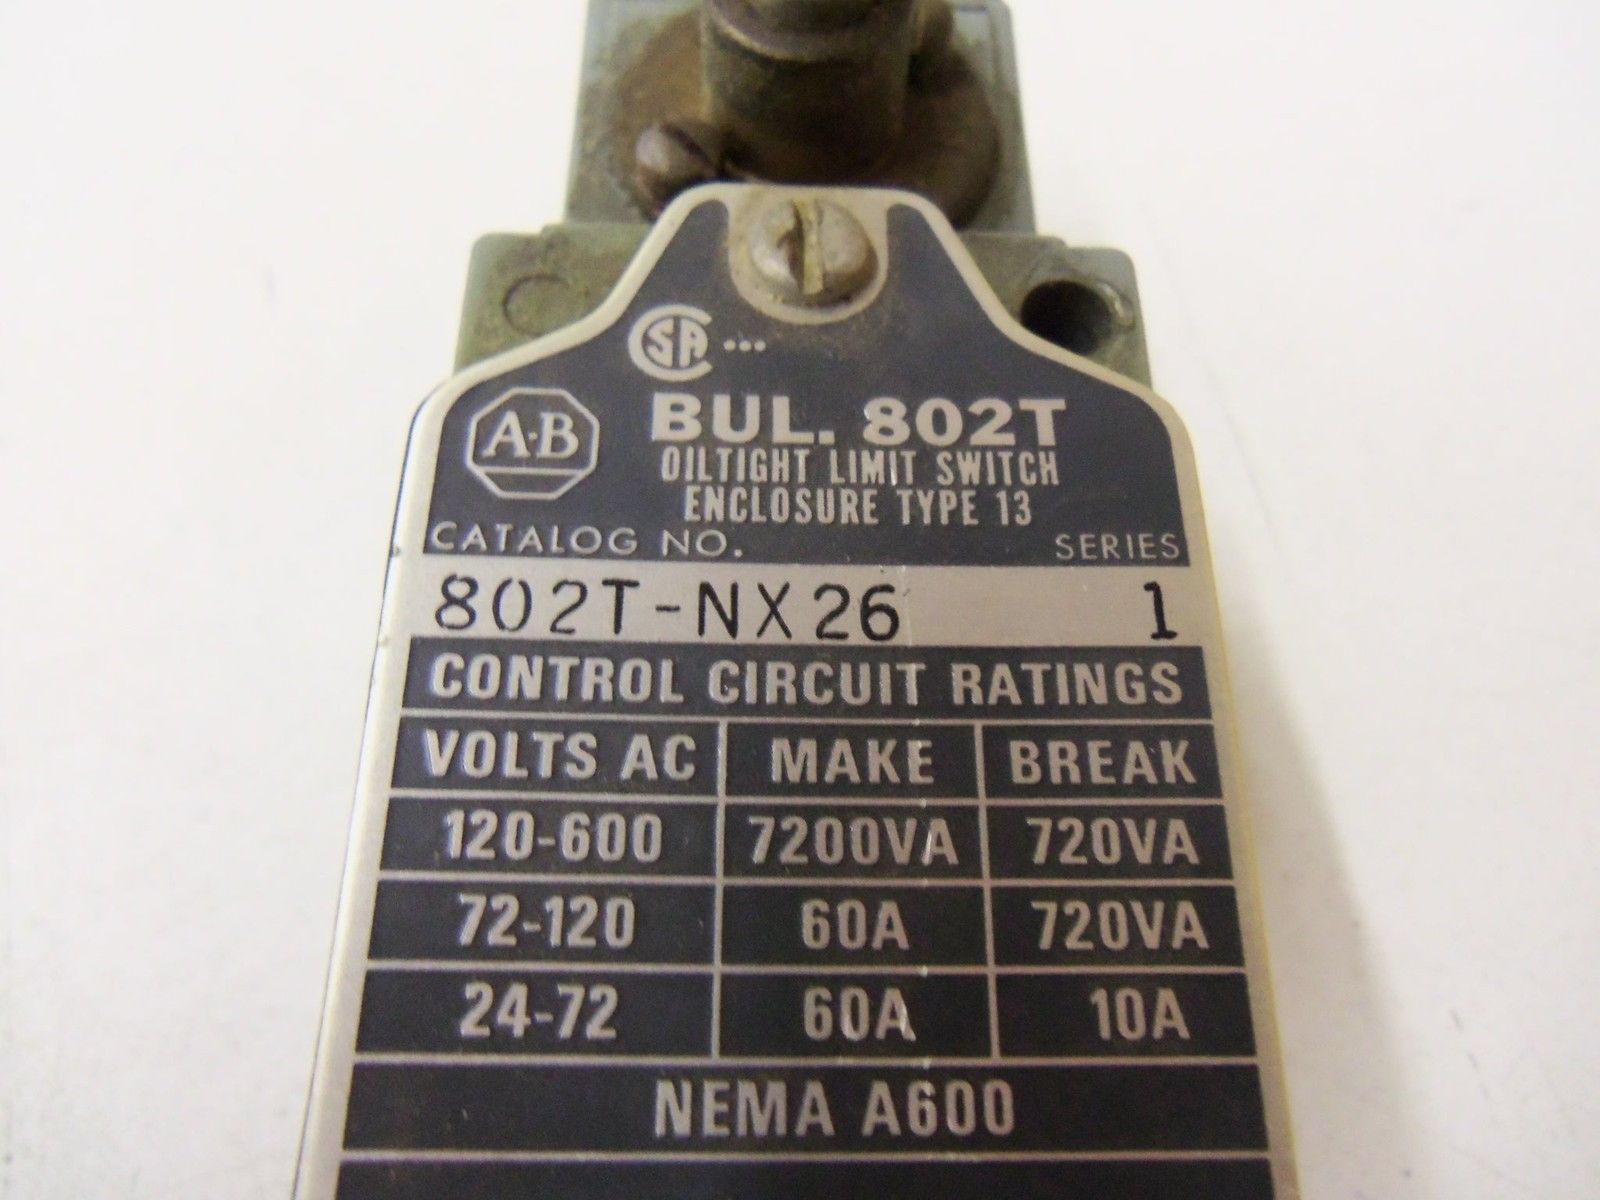 CSA ...
A-B
BUL. 802T
OILTIGHT LIMIT SWITCH
ENCLOSURE TYPE 13
CATALOG NO. SERIES
802T-NX26 1
CONTROL CIRCUIT RATINGS
VOLTS AC MAKE BREAK
120-600 7200VA 720VA
72-120 60A 720VA
24-72 60A 10A
NEMA A600